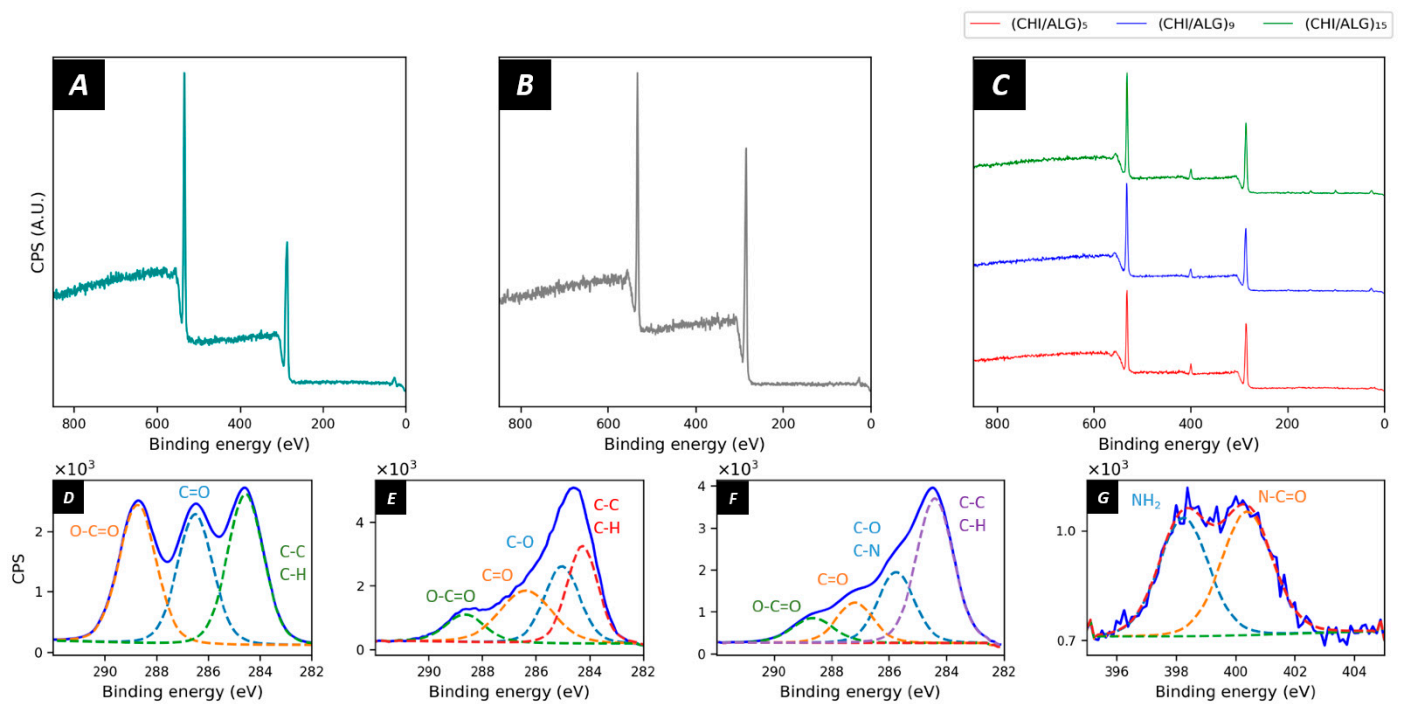 (CHI/ALG)₅ (CHI/ALG)₉ (CHI/ALG)₁₅
A
B
C
CPS (A.U.)
800 600 400 200 0
Binding energy (eV)
800 600 400 200 0
Binding energy (eV)
800 600 400 200 0
Binding energy (eV)
×10³
D
O-C=O
C=O
C-C
C-H
CPS
2
0
290 288 286 284 282
Binding energy (eV)
×10³
E
O-C=O
C=O
C-O
C-C
C-H
4
2
0
290 288 286 284 282
Binding energy (eV)
×10³
F
O-C=O
C=O
C-O
C-N
C-C
C-H
4
3
2
1
0
290 288 286 284 282
Binding energy (eV)
×10³
G
NH₂
N-C=O
1.0
0.7
396 398 400 402 404
Binding energy (eV)